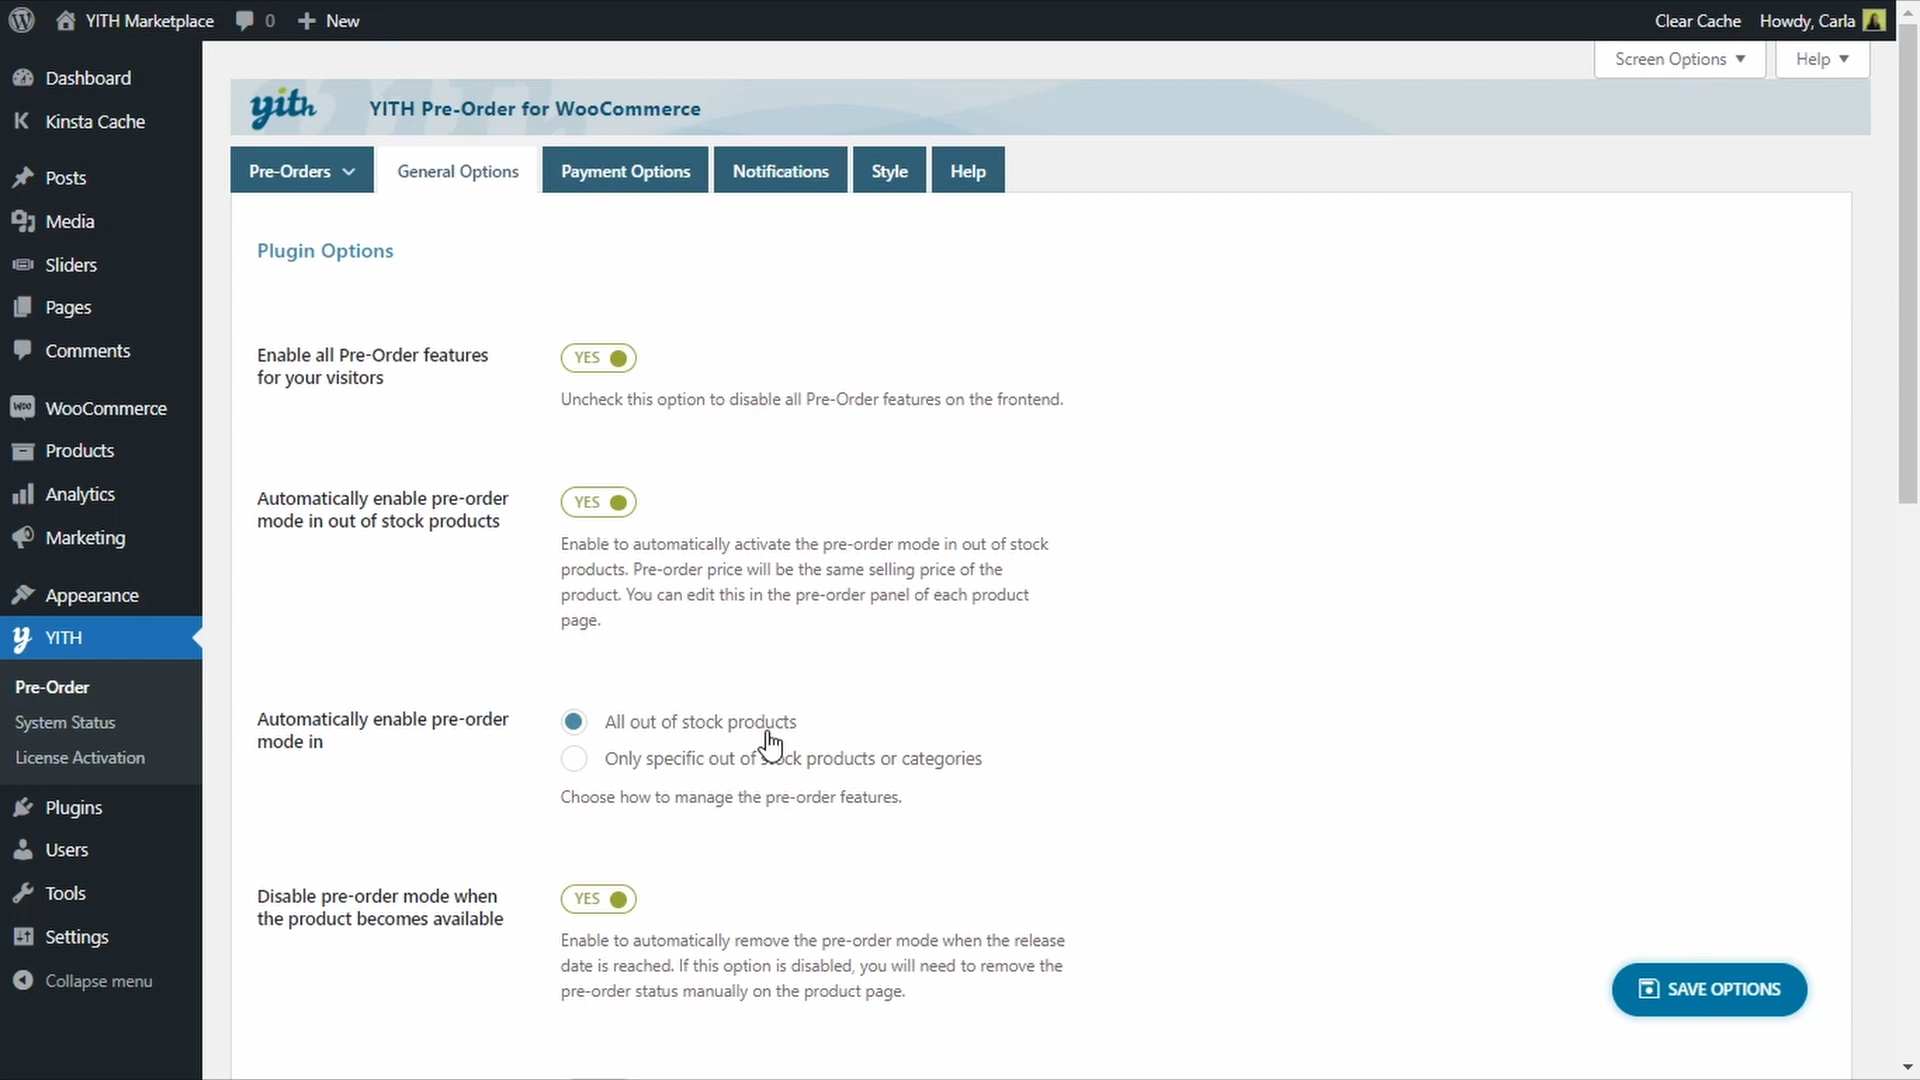 YITH Marketplace 0 New Clear Cache Howdy, Carla
Screen Options Help
Dashboard
Kinsta Cache
Posts
Media
Sliders
Pages
Comments
WooCommerce
Products
Analytics
Marketing
Appearance
YITH
Pre-Order
System Status
License Activation
Plugins
Users
Tools
Settings
Collapse menu
yith YITH Pre-Order for WooCommerce
Pre-Orders General Options Payment Options Notifications Style Help
Plugin Options
Enable all Pre-Order features
for your visitors
YES
Uncheck this option to disable all Pre-Order features on the frontend.
Automatically enable pre-order
mode in out of stock products
YES
Enable to automatically activate the pre-order mode in out of stock
products. Pre-order price will be the same selling price of the
product. You can edit this in the pre-order panel of each product
page.
Automatically enable pre-order
mode in
All out of stock products
Only specific out of stock products or categories
Choose how to manage the pre-order features.
Disable pre-order mode when
the product becomes available
YES
Enable to automatically remove the pre-order mode when the release
date is reached. If this option is disabled, you will need to remove the
pre-order status manually on the product page.
SAVE OPTIONS